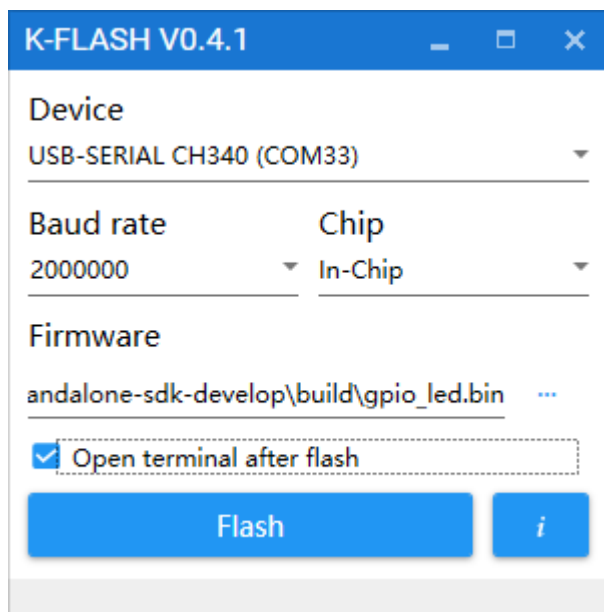 K-FLASH V0.4.1
Device
USB-SERIAL CH340 (COM33)
Baud rate Chip
2000000 In-Chip
Firmware
andalone-sdk-develop\build\gpio_led.bin ...
Open terminal after flash
Flash i